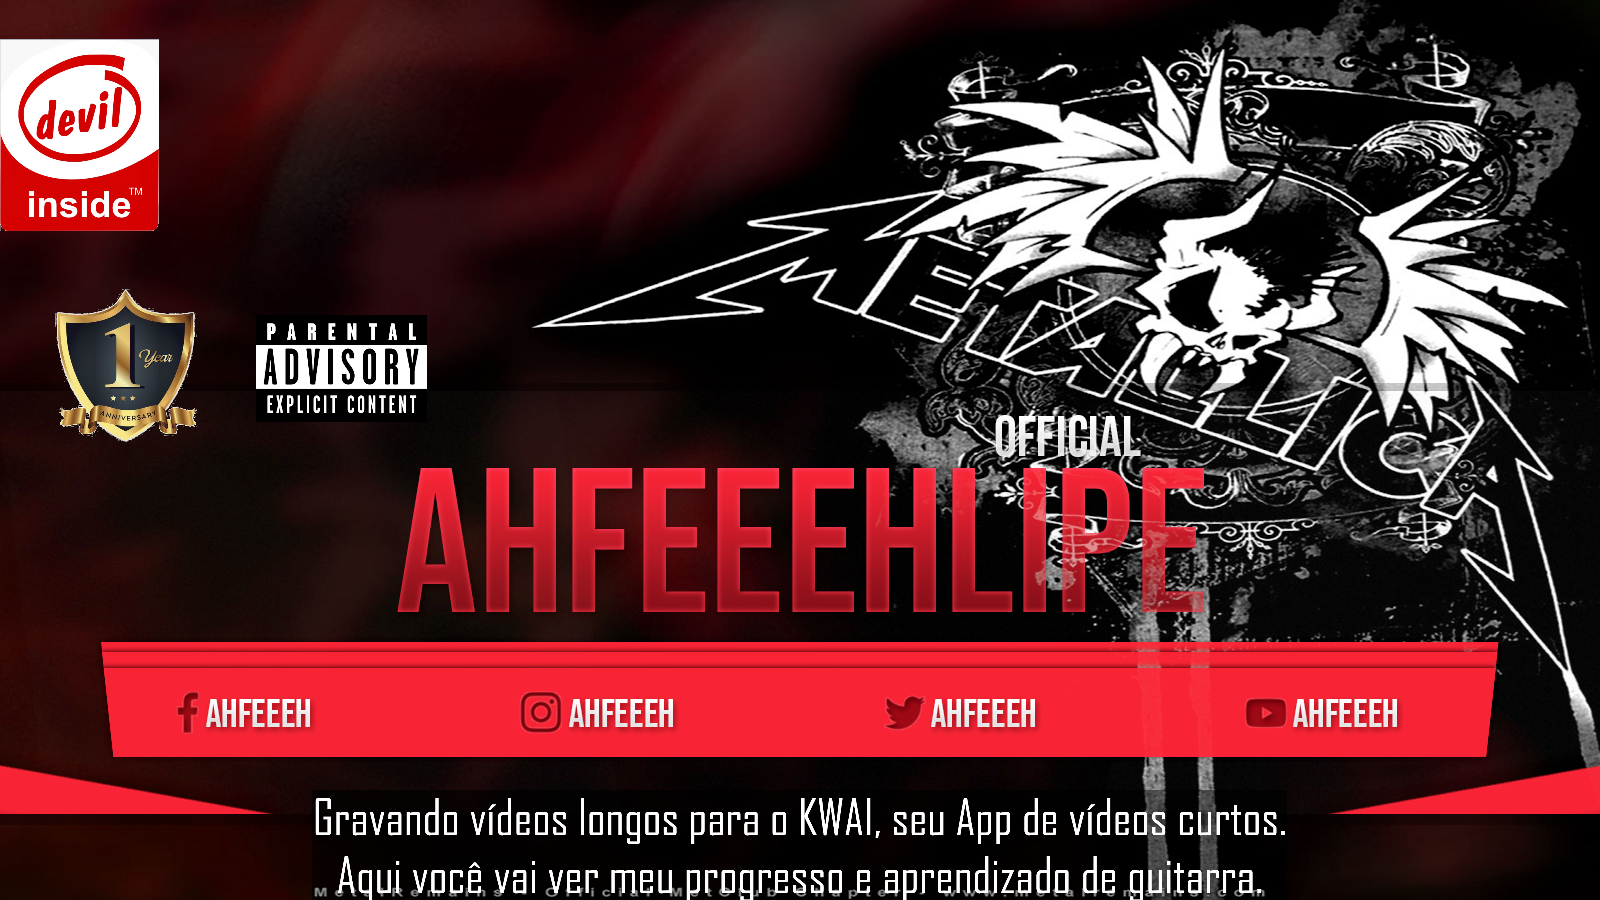 devil
inside™
METALLICA
1
Year
ANNIVERSARY
PARENTAL
ADVISORY
EXPLICIT CONTENT
OFFICIAL
AHFEEEHLIPE
AHFEEEH
AHFEEEH
AHFEEEH
AHFEEEH
Gravando vídeos longos para o KWAI, seu App de vídeos curtos.
Aqui você vai ver meu progresso e aprendizado de guitarra.